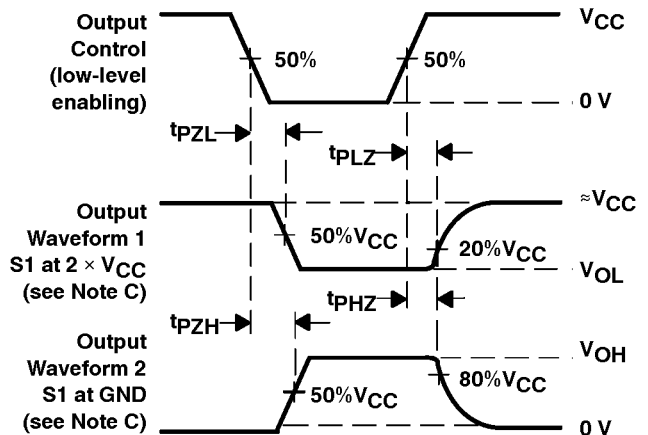 Output
Control
(low-level
enabling)
50%
50%
VCC
0 V
tPZL
tPLZ
Output
Waveform 1
S1 at 2 × VCC
(see Note C)
50%VCC
20%VCC
≈VCC
VOL
tPZH
tPHZ
Output
Waveform 2
S1 at GND
(see Note C)
50%VCC
80%VCC
VOH
0 V